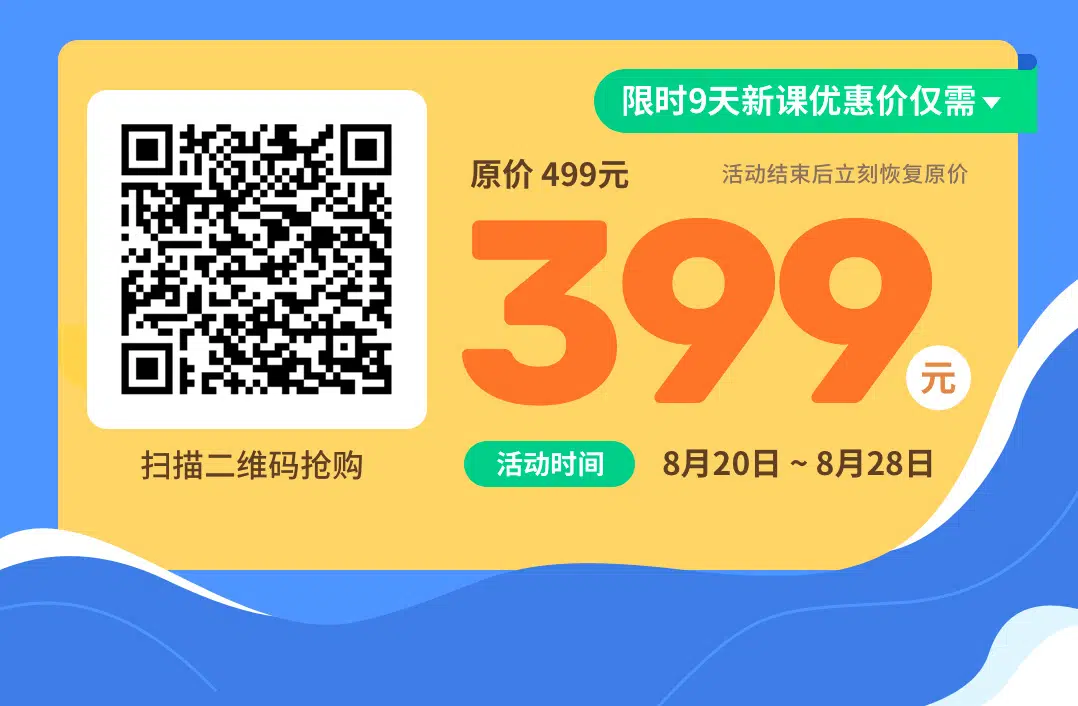 限时9天新课优惠价仅需
原价 499元
活动结束后立刻恢复原价
399
元
扫描二维码抢购
活动时间
8月20日 ~ 8月28日